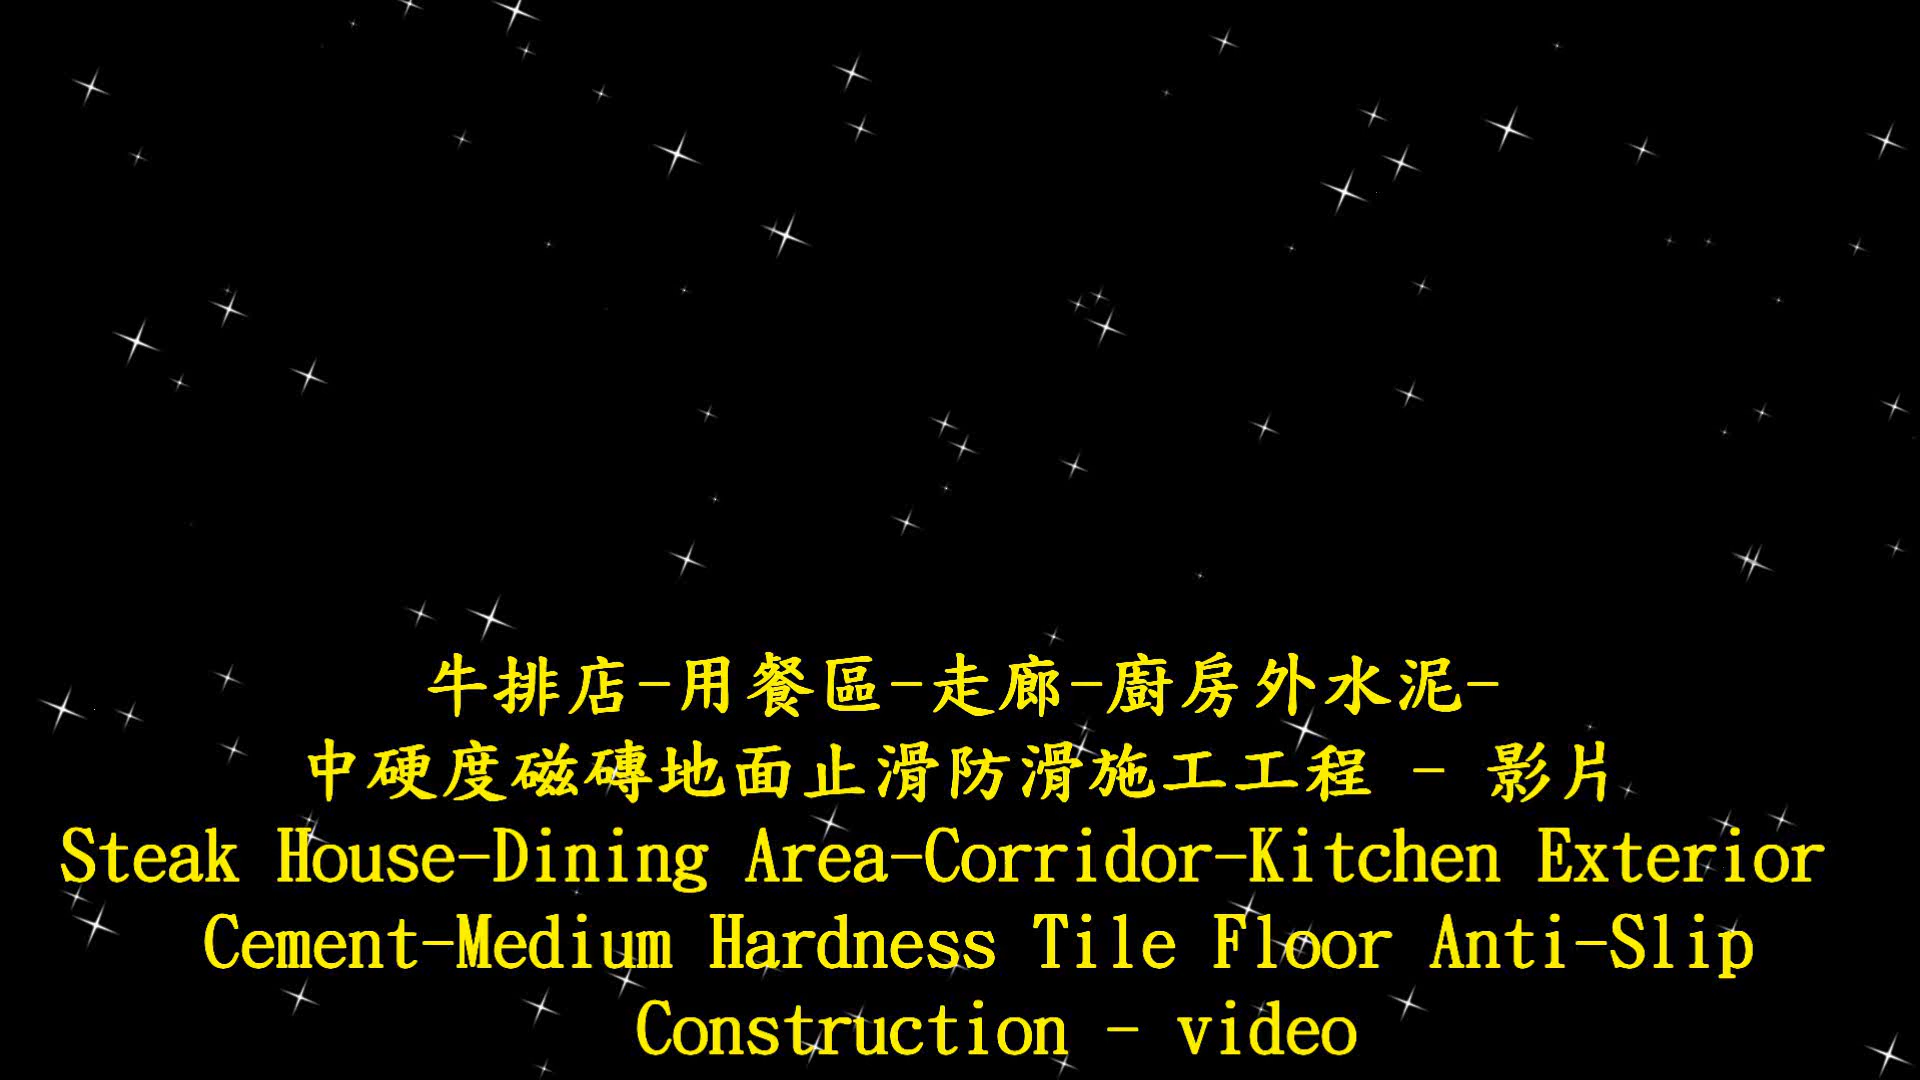 牛排店-用餐區-走廊-廚房外水泥-
中硬度磁磚地面止滑防滑施工工程 - 影片
Steak House-Dining Area-Corridor-Kitchen Exterior
Cement-Medium Hardness Tile Floor Anti-Slip
Construction - video